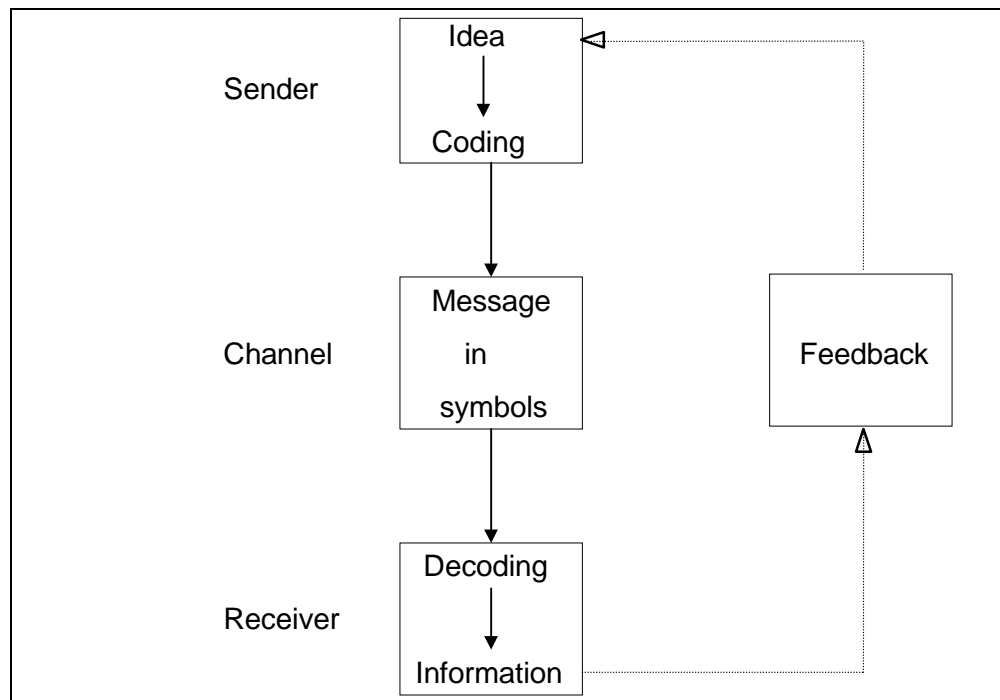 Idea
Sender
Coding
Message
Channel
in
Feedback
symbols
Decoding
Receiver
Information